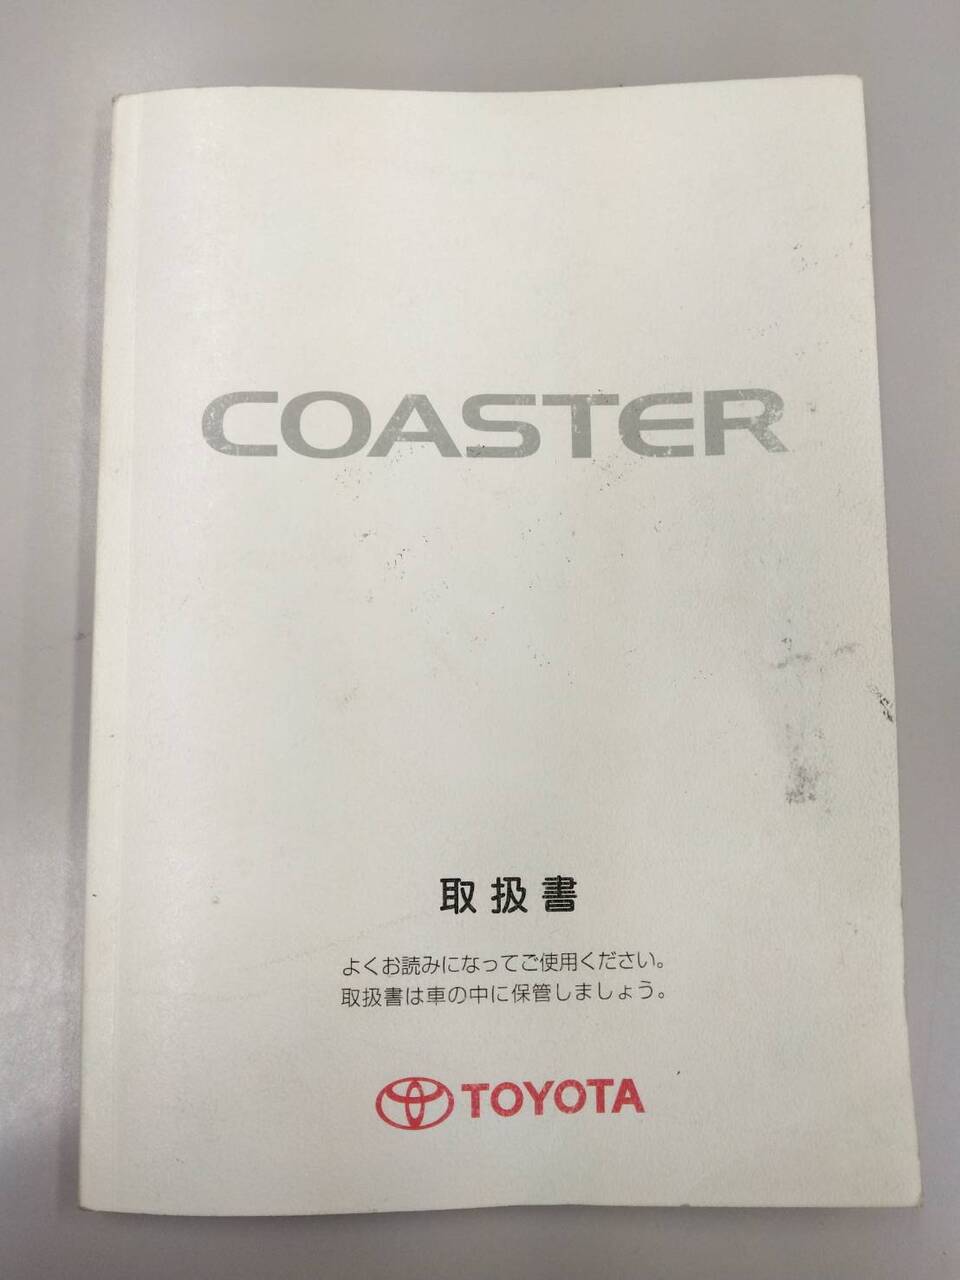 COASTER
取扱書
よくお読みになってご使用ください。
取扱書は車の中に保管しましょう。
TOYOTA